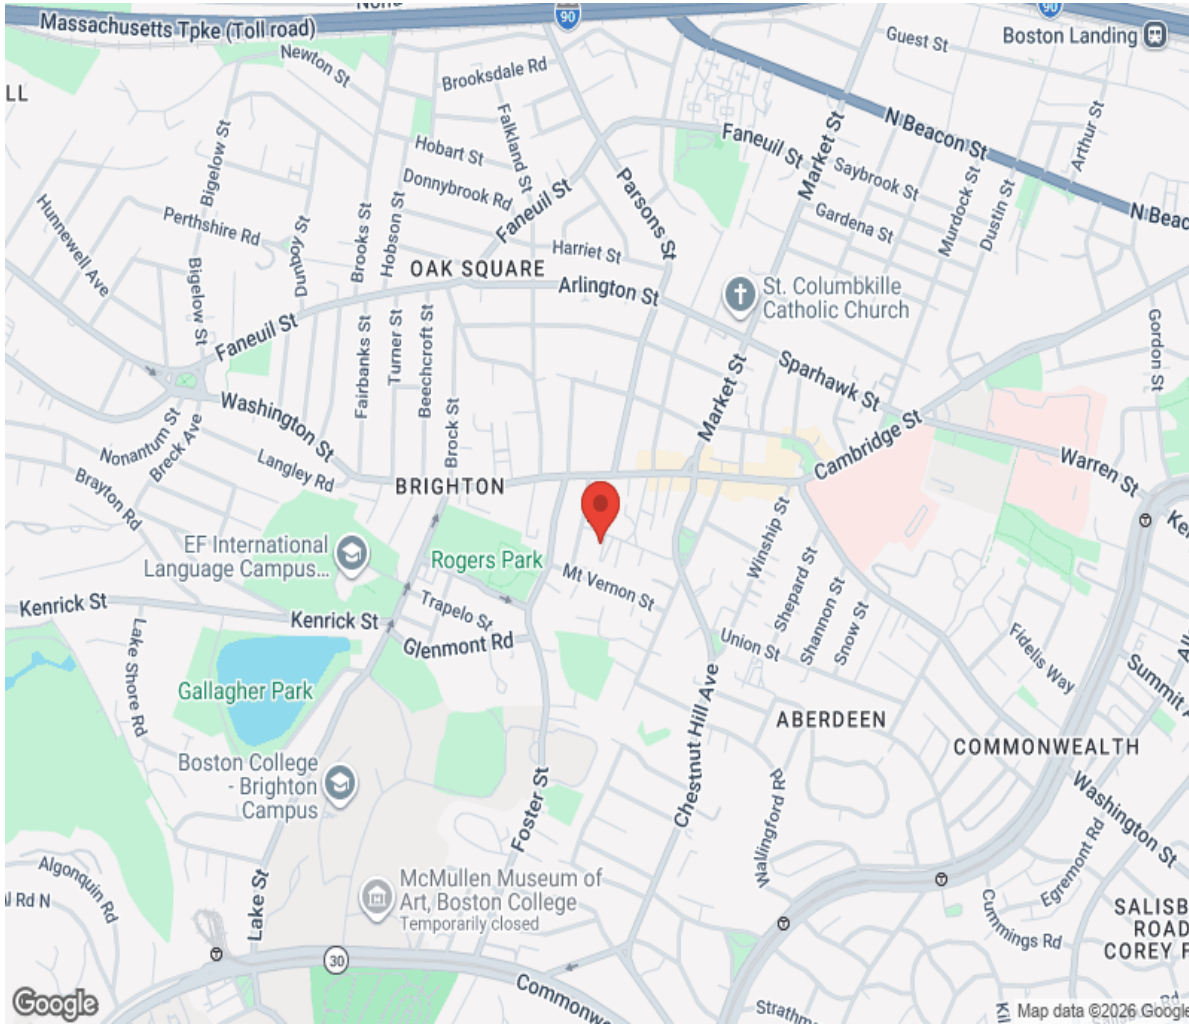 Massachusetts Tpke (Toll road)
90
90
Boston Landing
Guest St
Newton St
Brooksdale Rd
LL
Falkland St
Hobart St
Donnybrook Rd
Faneuil St
Parsons St
Faneuil St
Market St
N Beacon St
Arthur St
Saybrook St
Murdock St
Dustin St
Gardena St
N Beac
Bigelow St
Hunnewell Ave
Perthshire Rd
Dunboy St
Brooks St
Hobson St
Harriet St
OAK SQUARE
Arlington St
St. Columbkille
Catholic Church
Bigelow St
Faneuil St
Fairbanks St
Turner St
Beechcroft St
Brock St
Market St
Sparhawk St
Gordon St
Washington St
Nonantum St
Breck Ave
Langley Rd
Brayton Rd
BRIGHTON
Cambridge St
Warren St
EF International
Language Campus...
Rogers Park
Mt Vernon St
Winship St
Shepard St
Shannon St
Snow St
Kenrick St
Kenrick St
Trapelo St
Glenmont Rd
Union St
Fidelis Way
Summit A
Lake Shore Rd
Gallagher Park
ABERDEEN
COMMONWEALTH
Boston College
- Brighton
Campus
Foster St
Chestnut Hill Ave
Wallingford Rd
Washington St
Egremont Rd
Algonquin Rd
Rd N
Lake St
McMullen Museum of
Art, Boston College
Temporarily closed
Cummings Rd
SALISB
ROAD
COREY F
30
Commonwe
Strathm
Kil
Google
Map data ©2026 Google